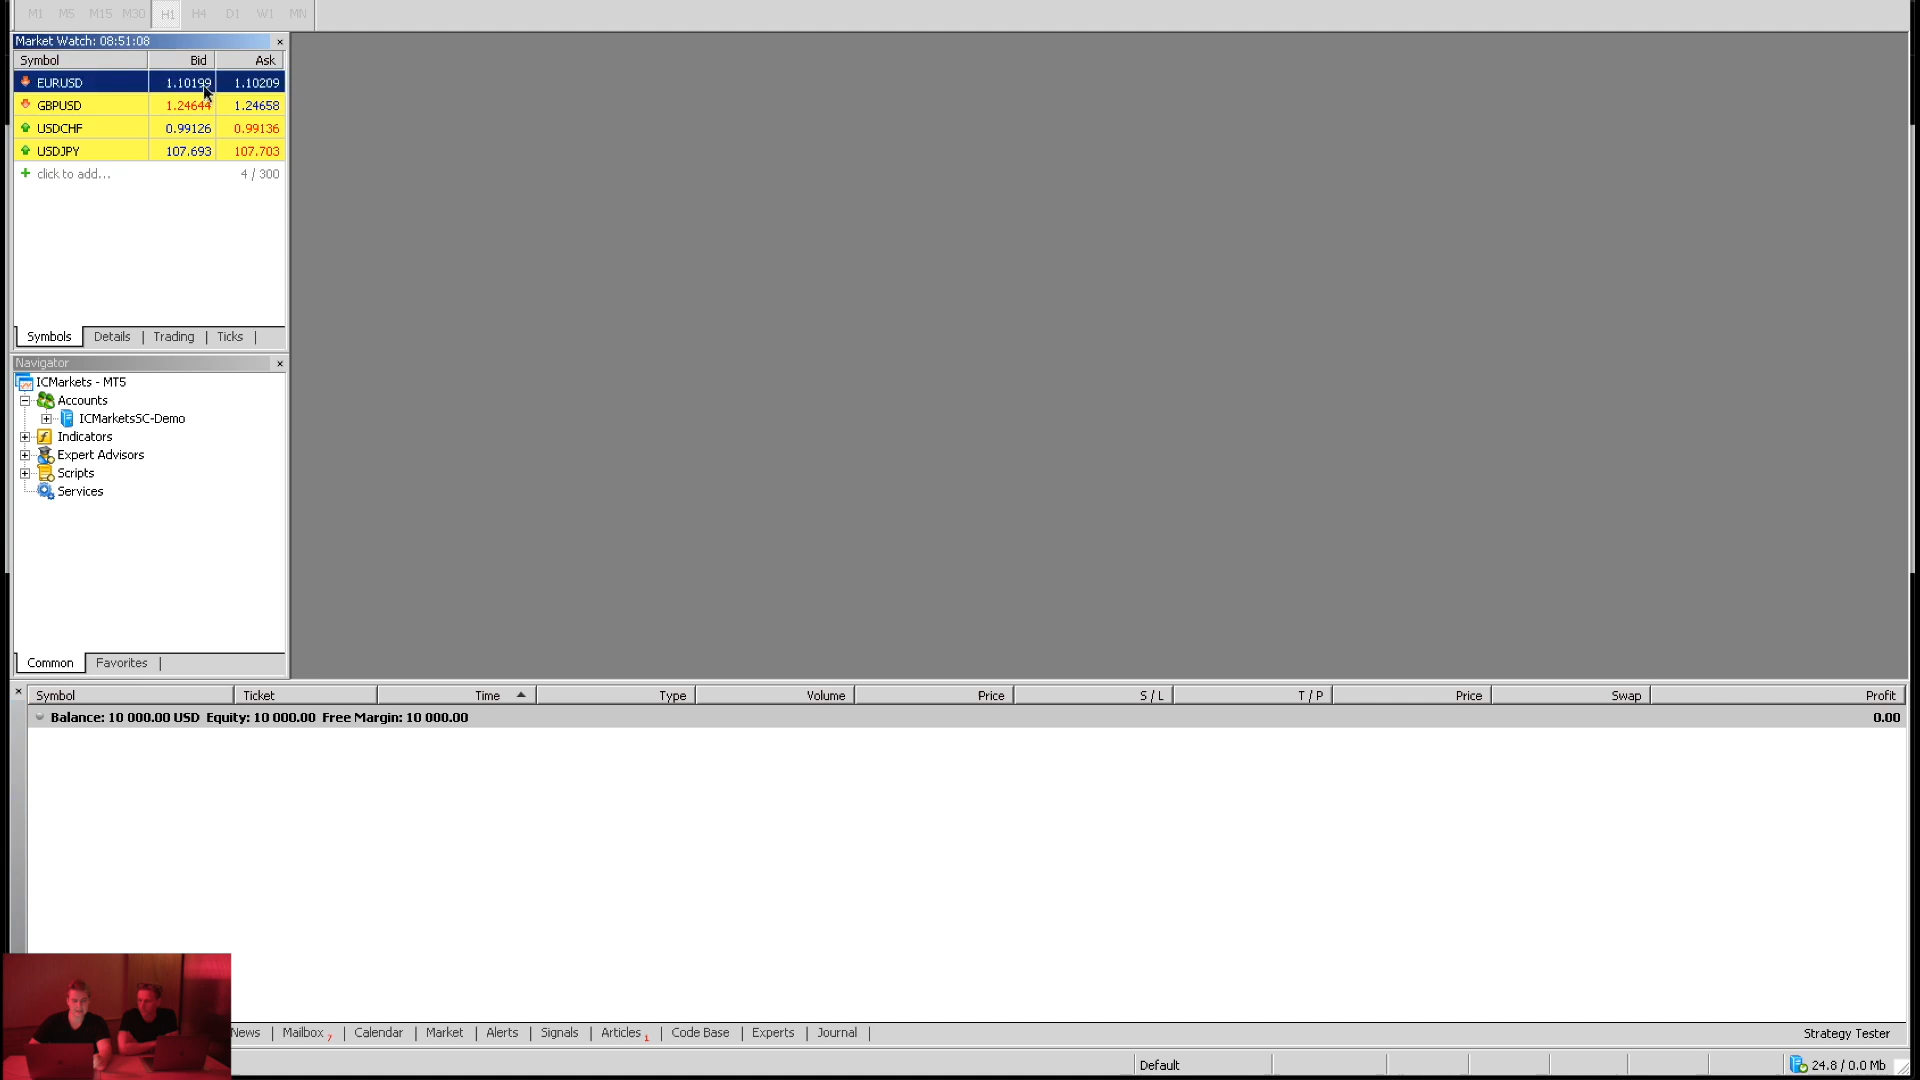 M1 M5 M15 M30 H1 H4 D1 W1 MN
Market Watch: 08:51:08
Symbol Bid Ask
EURUSD 1.10199 1.10209
GBPUSD 1.24644 1.24658
USDCHF 0.99126 0.99136
USDJPY 107.693 107.703
click to add... 4 / 300
Symbols | Details | Trading | Ticks |
Navigator
ICMarkets - MT5
Accounts
ICMarketsSC-Demo
Indicators
Expert Advisors
Scripts
Services
Common Favorites |
Symbol Ticket Time Type Volume Price S / L T / P Price Swap Profit
Balance: 10 000.00 USD Equity: 10 000.00 Free Margin: 10 000.00 0.00
News | Mailbox 7 | Calendar | Market | Alerts | Signals | Articles 1 | Code Base | Experts | Journal | Strategy Tester
Default 24.8 / 0.0 Mb